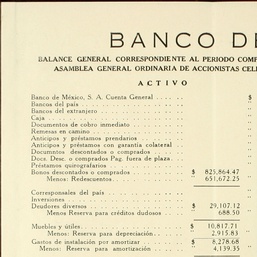 BANCO DE
BALANCE GENERAL CORRESPONDIENTE AL PERIODO COMP
ASAMBLEA GENERAL ORDINARIA DE ACCIONISTAS CEL
ACTIVO
Banco de México, S. A. Cuenta General . . . . . . $
Bancos del país
Bancos del extranjero
Caja
Documentos de cobro inmediato
Remesas en camino
Anticipos y préstamos prendarios
Anticipos y préstamos con garantía colateral
Documentos descontados o comprados
Docs. Desc. o comprados Pag. fuera de plaza
Préstamos quirografarios
Bonos descontados o comprados $ 825,864.47
Menos: Redescuentos " 651,672.25
Corresponsales del país
Inversiones
Deudores diversos $ 29,107.12
Menos Reserva para créditos dudosos 688.50
Muebles y útiles $ 10,817.71
Menos Reserva para depreciación " 2,915.83 "
Gastos de instalación por amortizar $ 8,278.68
Menos: Reserva para amortización " 4,139.35